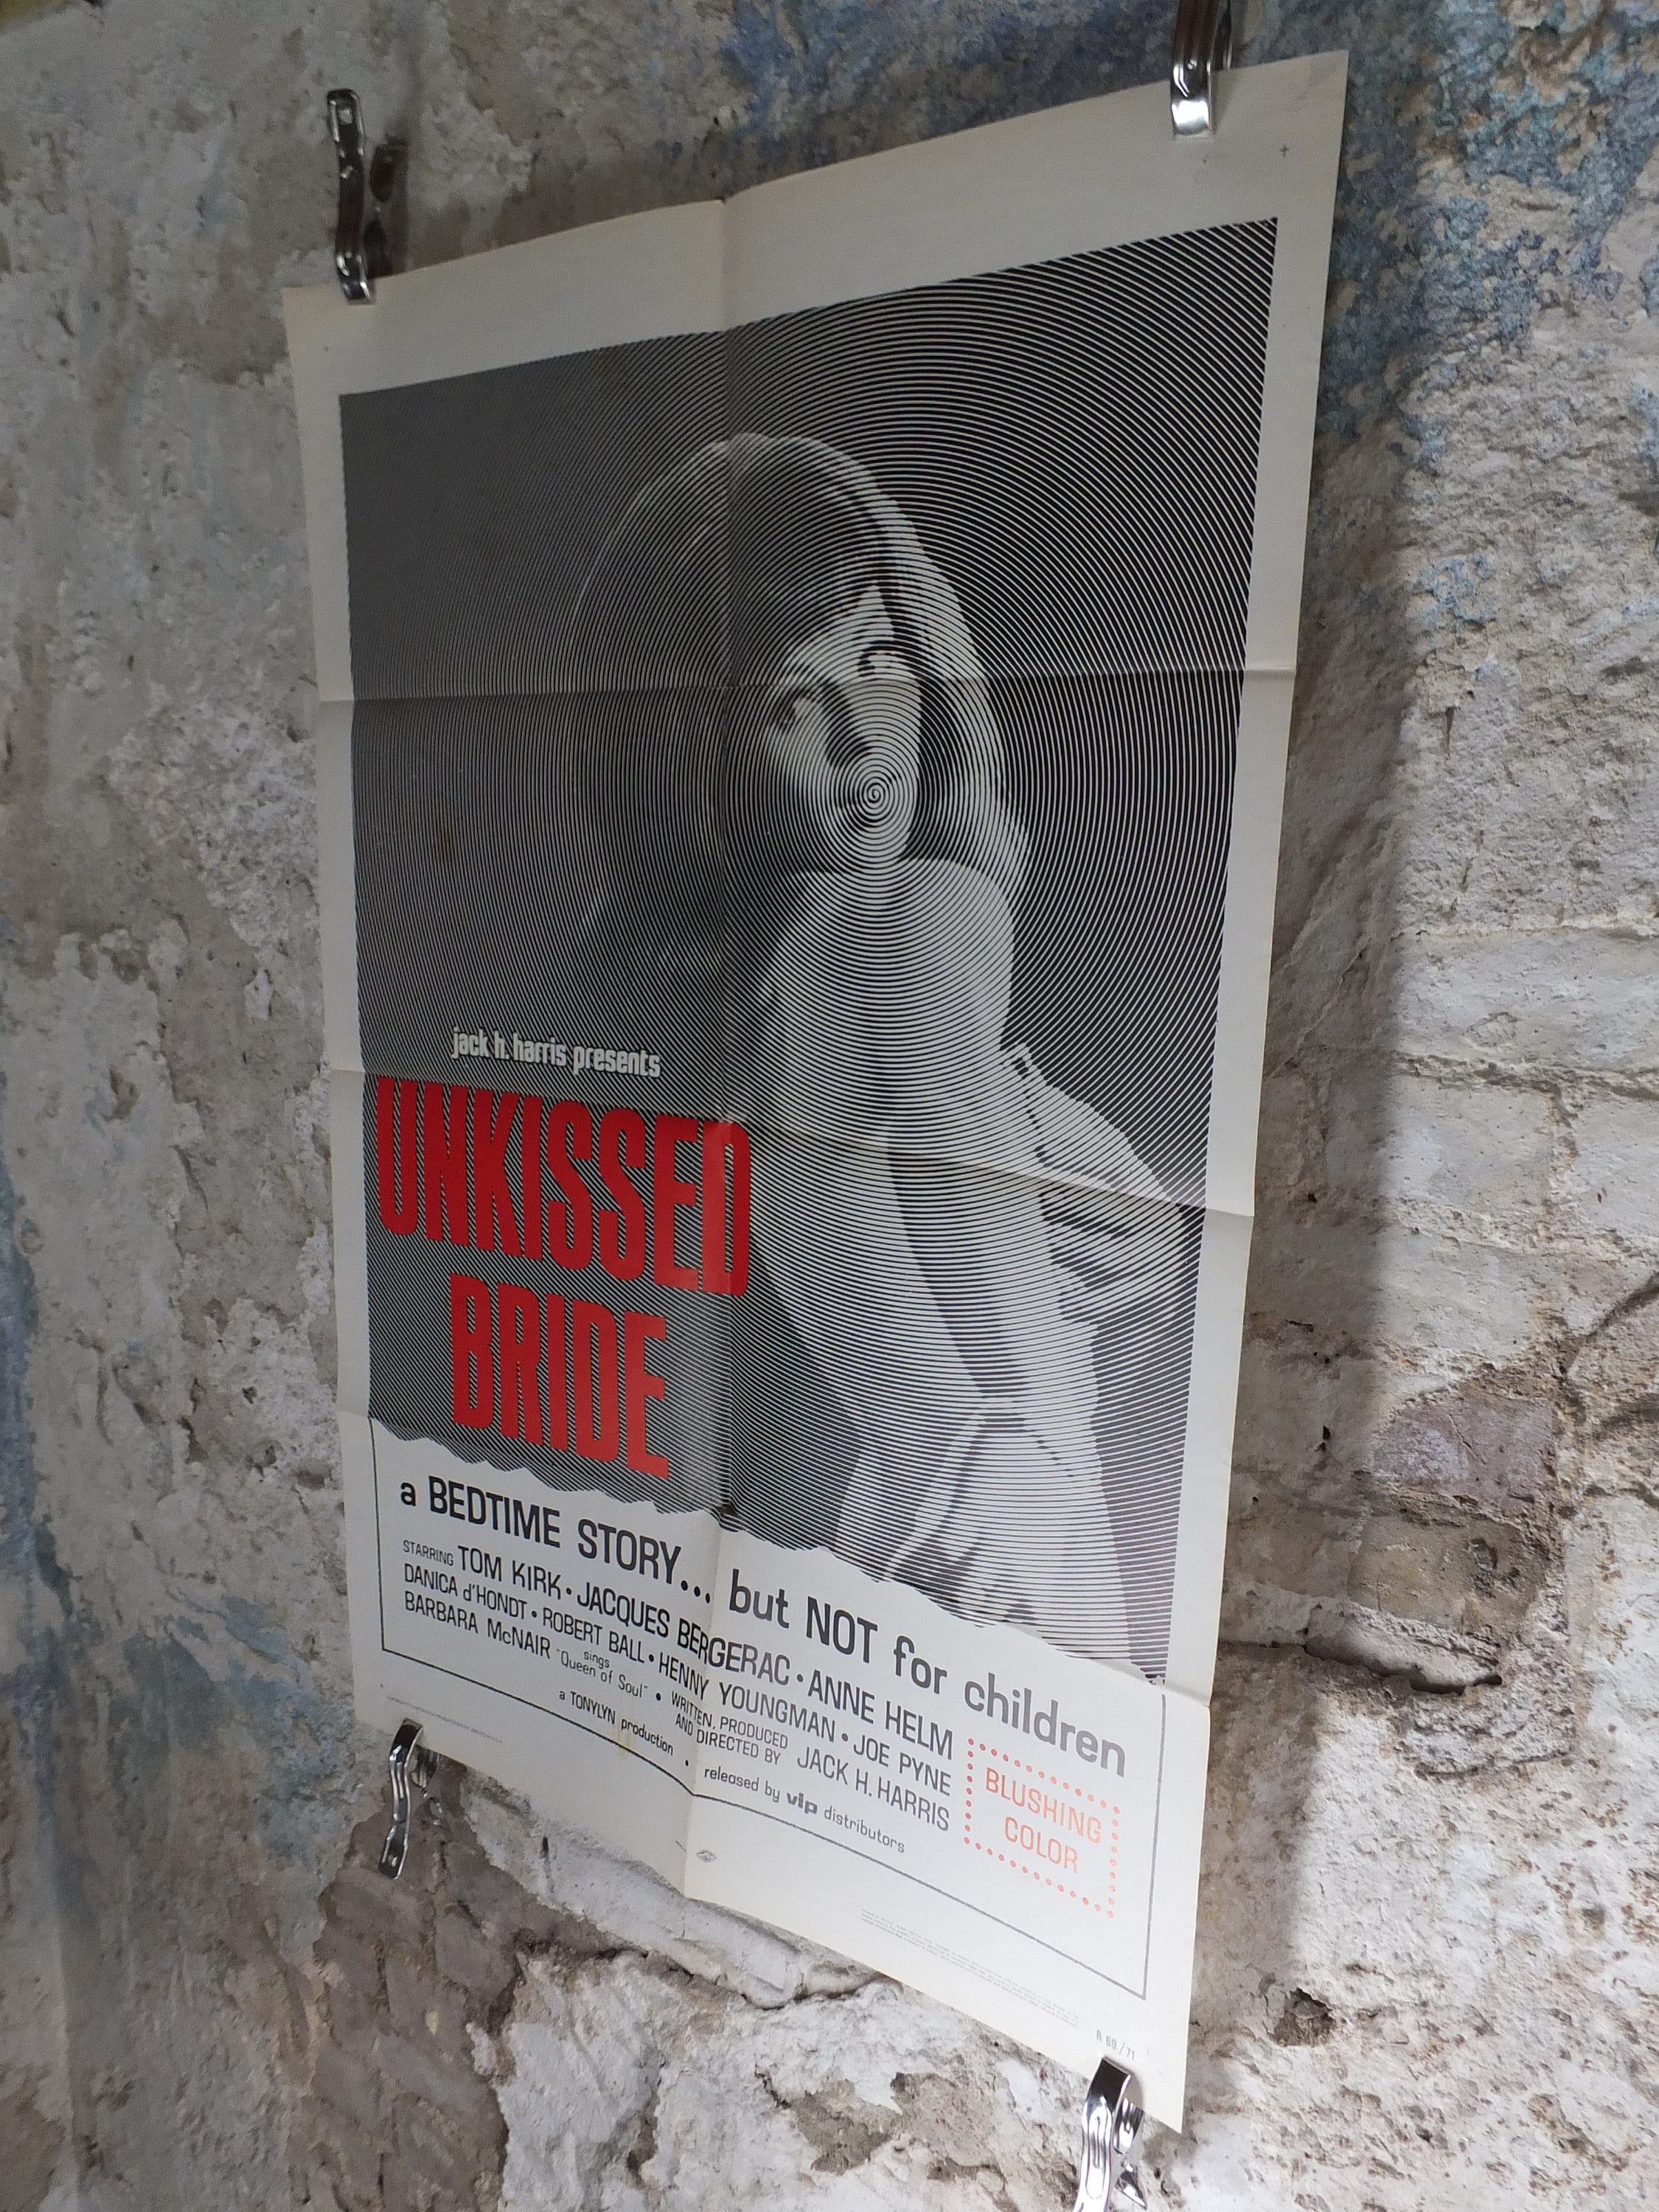 jack h. harris presents
UNKISSED
BRIDE
a BEDTIME STORY... but NOT for children
STARRING TOM KIRK • JACQUES BERGERAC • ANNE HELM
DANICA d'HONDT • ROBERT BALL • HENNY YOUNGMAN • JOE PYNE
BARBARA McNAIR sings "Queen of Soul" • WRITTEN, PRODUCED AND DIRECTED BY JACK H. HARRIS
a TONYLYN production • released by vip distributors
BLUSHING
COLOR
R 69/71